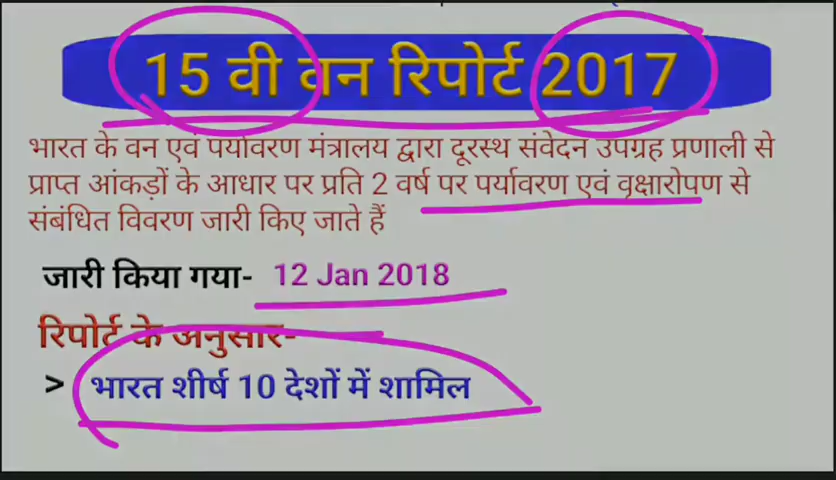 15 वी वन रिपोर्ट 2017
भारत के वन एवं पर्यावरण मंत्रालय द्वारा दूरस्थ संवेदन उपग्रह प्रणाली से
प्राप्त आंकड़ों के आधार पर प्रति 2 वर्ष पर पर्यावरण एवं वृक्षारोपण से
संबंधित विवरण जारी किए जाते हैं
जारी किया गया- 12 Jan 2018
रिपोर्ट के अनुसार-
> भारत शीर्ष 10 देशों में शामिल